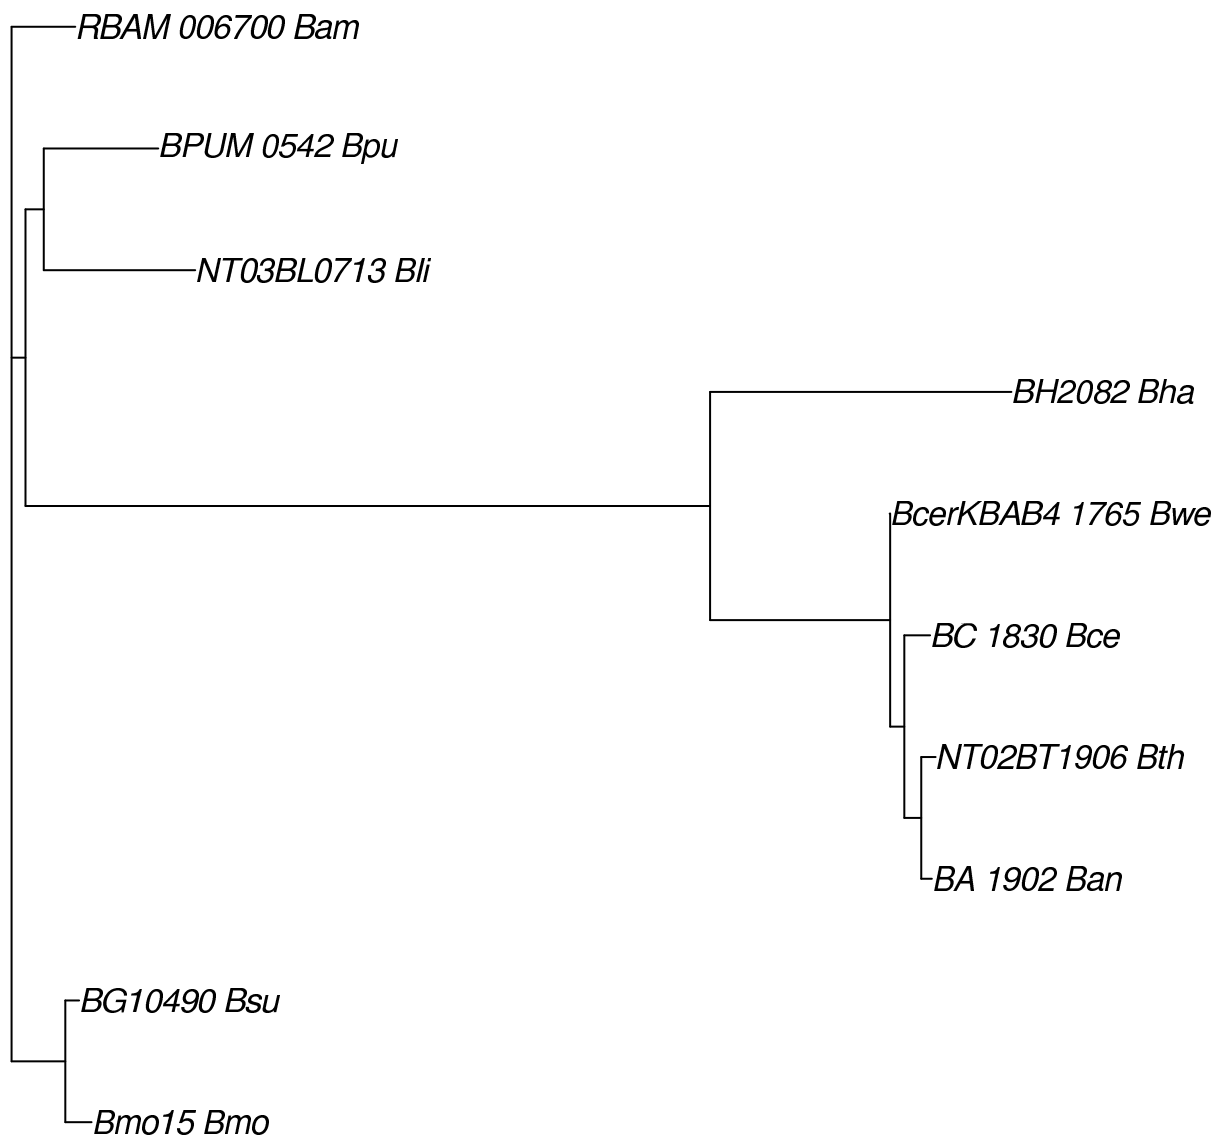 RBAM 006700 Bam
BPUM 0542 Bpu
NT03BL0713 Bli
BH2082 Bha
BcerKBAB4 1765 Bwe
BC 1830 Bce
NT02BT1906 Bth
BA 1902 Ban
BG10490 Bsu
Bmo15 Bmo